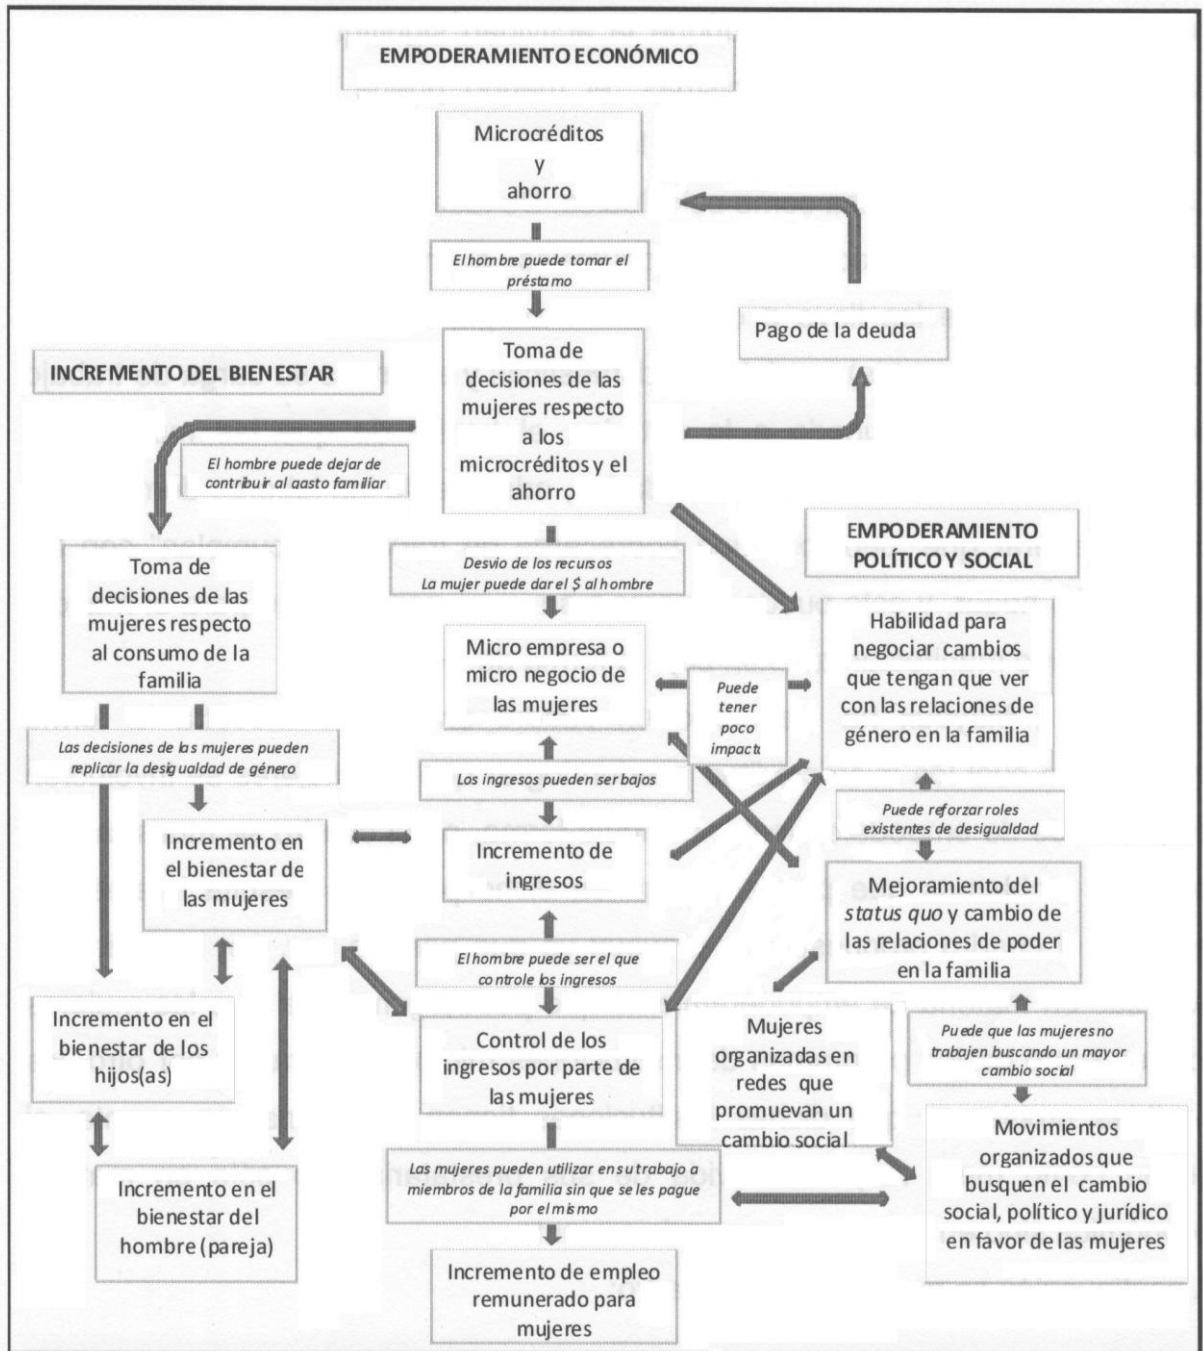 EMPODERAMIENTO ECONÓMICO
Microcréditos
y
ahorro
El hombre puede tomar el
préstamo
Pago de la deuda
INCREMENTO DEL BIENESTAR
Toma de
decisiones de las
mujeres respecto
a los
microcréditos y el
ahorro
El hombre puede dejar de
contribuir al gasto familiar
EMPODERAMIENTO
POLÍTICO Y SOCIAL
Desvio de los recursos
La mujer puede dar el $ al hombre
Toma de
decisiones de las
mujeres respecto
al consumo de la
familia
Micro empresa o
micro negocio de
las mujeres
Puede
tener
poco
impact
Habilidad para
negociar cambios
que tengan que ver
con las relaciones de
género en la familia
Las decisiones de las mujeres pueden
replicar la desigualdad de género
Los ingresos pueden ser bajos
Puede reforzar roles
existentes de desigualdad
Incremento en
el bienestar de
las mujeres
Incremento de
ingresos
Mejoramiento del
status quo y cambio de
las relaciones de poder
en la familia
El hombre puede ser el que
controle los ingresos
Incremento en el
bienestar de los
hijos(as)
Control de los
ingresos por parte de
las mujeres
Mujeres
organizadas en
redes que
promuevan un
cambio social
Puede que las mujeres no
trabajen buscando un mayor
cambio social
Movimientos
organizados que
busquen el cambio
social, político y jurídico
en favor de las mujeres
Las mujeres pueden utilizar en su trabajo a
miembros de la familia sin que se les pague
por el mismo
Incremento en el
bienestar del
hombre (pareja)
Incremento de empleo
remunerado para
mujeres